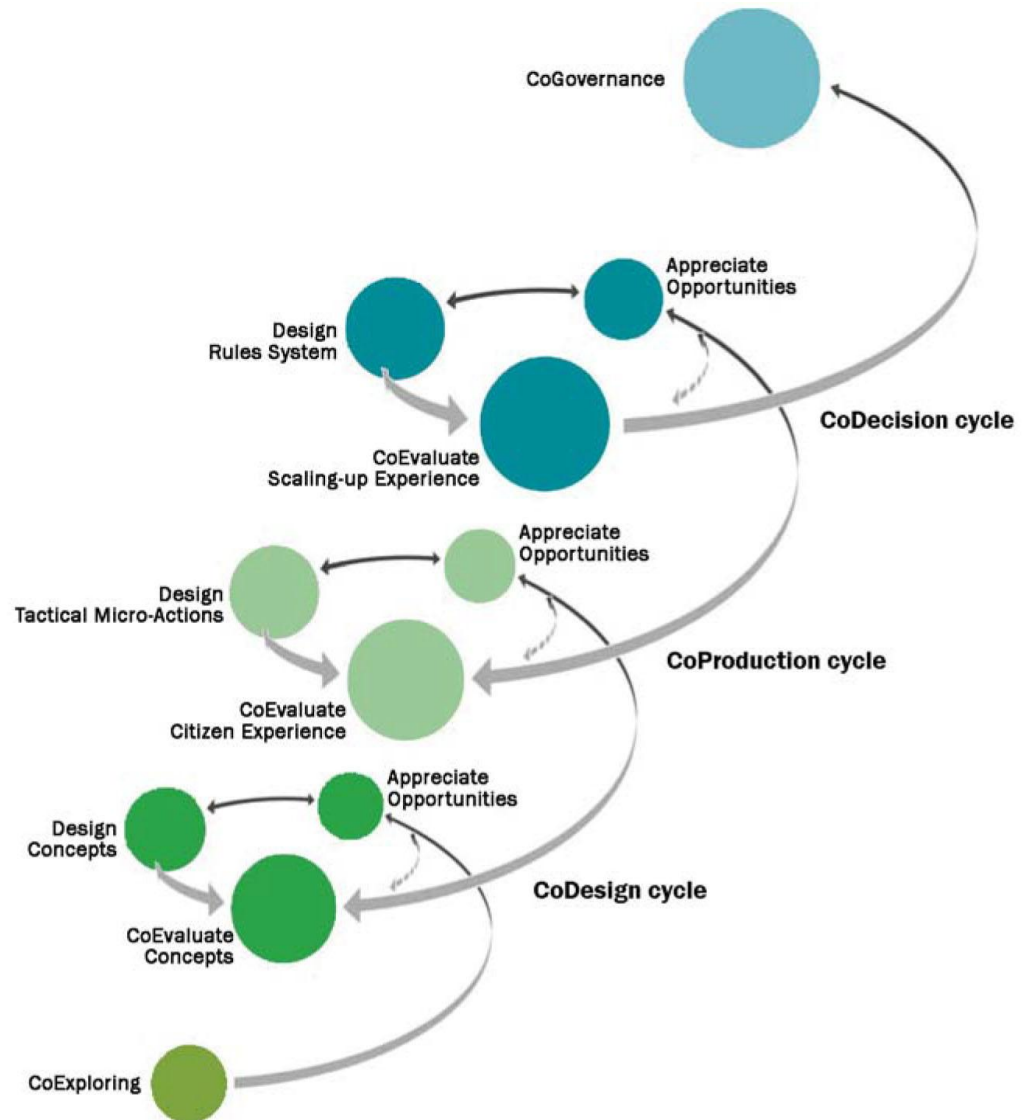 CoGovernance
Appreciate
Opportunities
Design
Rules System
CoDecision cycle
CoEvaluate
Scaling-up Experience
Appreciate
Opportunities
Design
Tactical Micro-Actions
CoProduction cycle
CoEvaluate
Citizen Experience
Appreciate
Opportunities
Design
Concepts
CoDesign cycle
CoEvaluate
Concepts
CoExploring